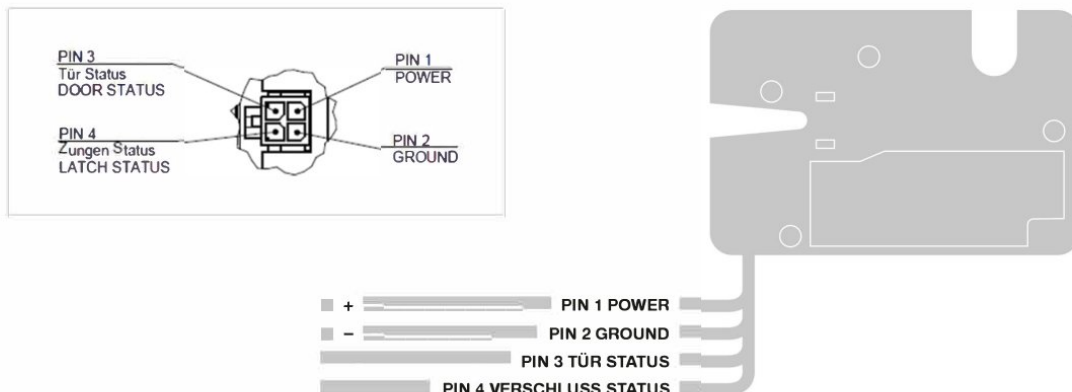 PIN 3
Tür Status
DOOR STATUS
PIN 1
POWER
PIN 4
Zungen Status
LATCH STATUS
PIN 2
GROUND
+ PIN 1 POWER
– PIN 2 GROUND
PIN 3 TÜR STATUS
PIN 4 VERSCHLUSS STATUS